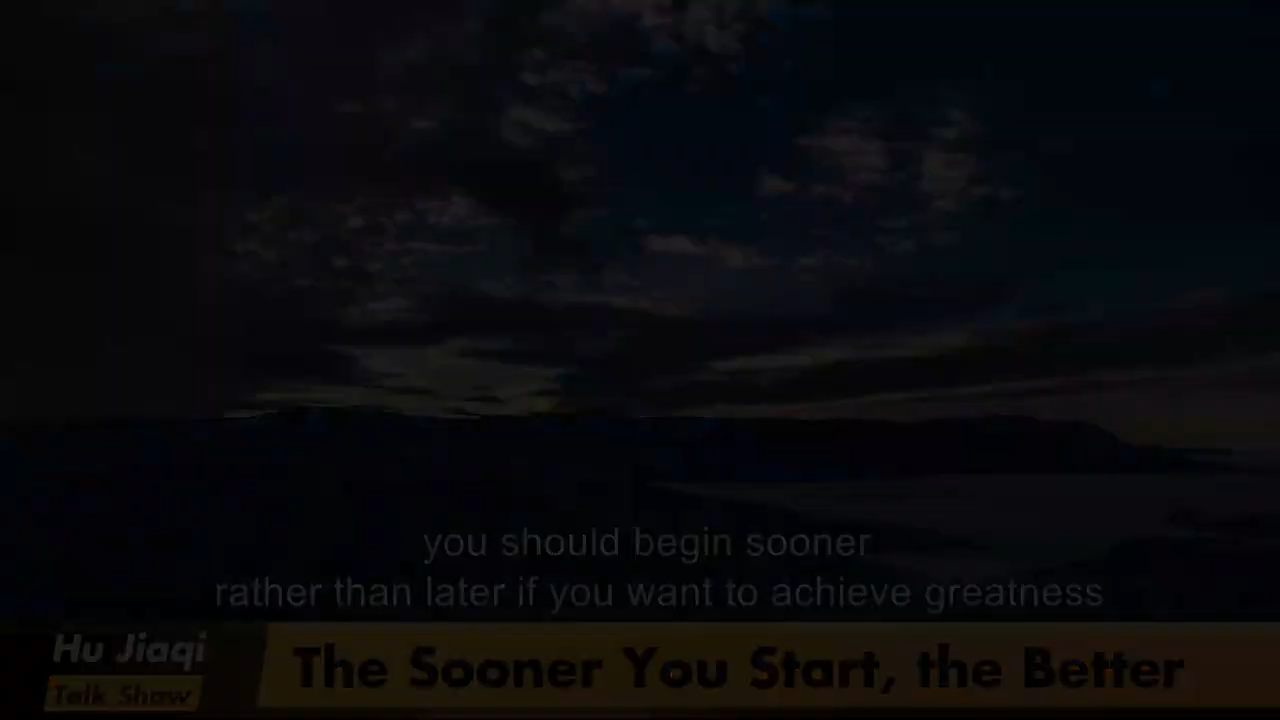 you should begin sooner
rather than later if you want to achieve greatness
Hu Jiaqi
Talk Show
The Sooner You Start, the Better